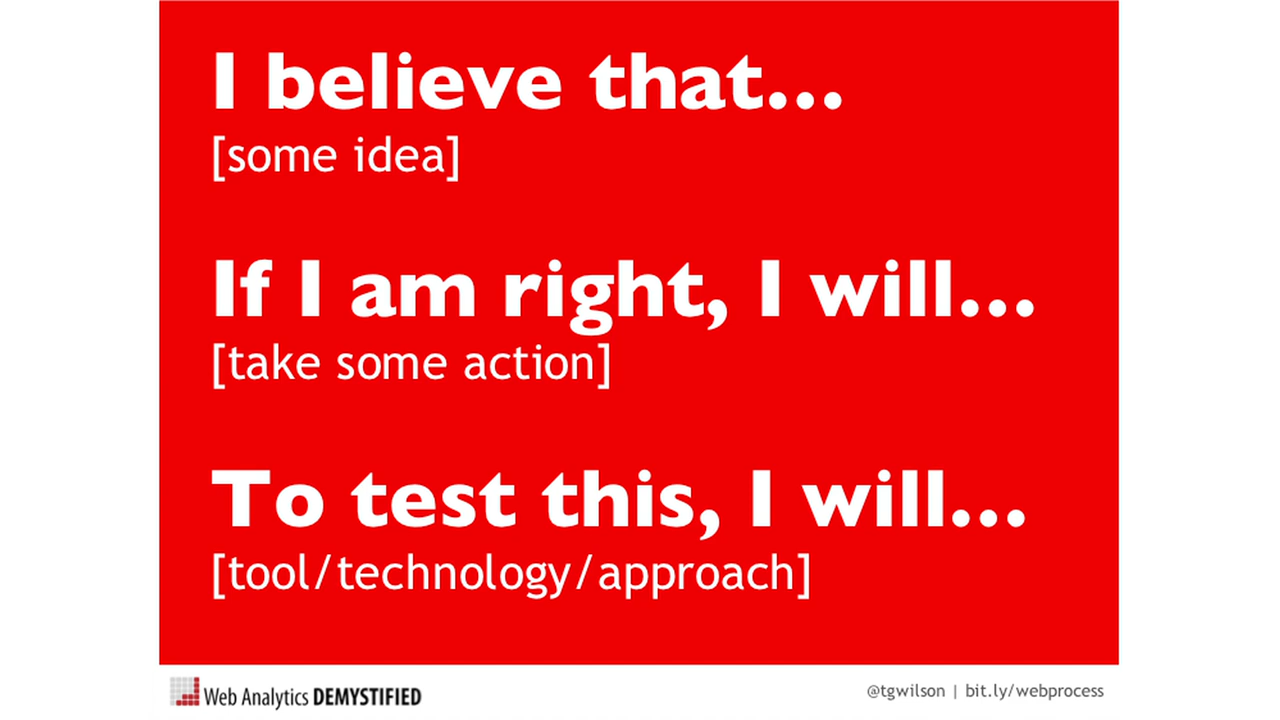 I believe that...
[some idea]
If I am right, I will...
[take some action]
To test this, I will...
[tool/technology/approach]
Web Analytics DEMYSTIFIED
@tgwilson | bit.ly/webprocess